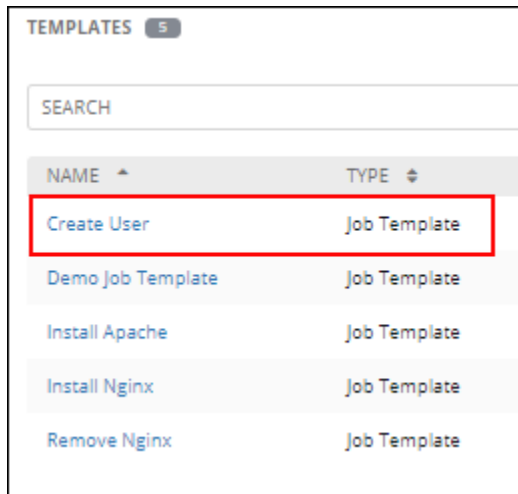 TEMPLATES 5
SEARCH
NAME TYPE
Create User Job Template
Demo Job Template Job Template
Install Apache Job Template
Install Nginx Job Template
Remove Nginx Job Template